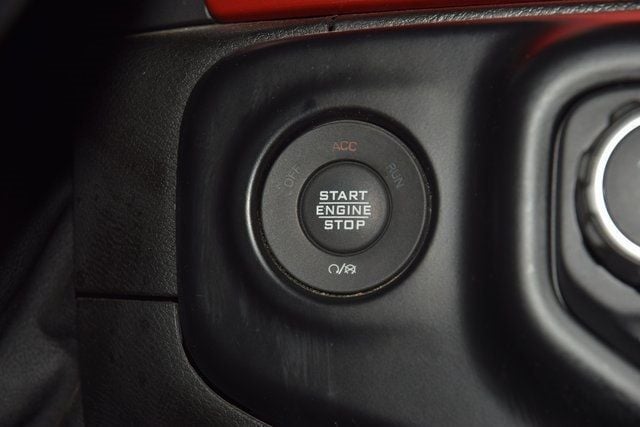 ACC
OFF
RUN
START
ENGINE
STOP